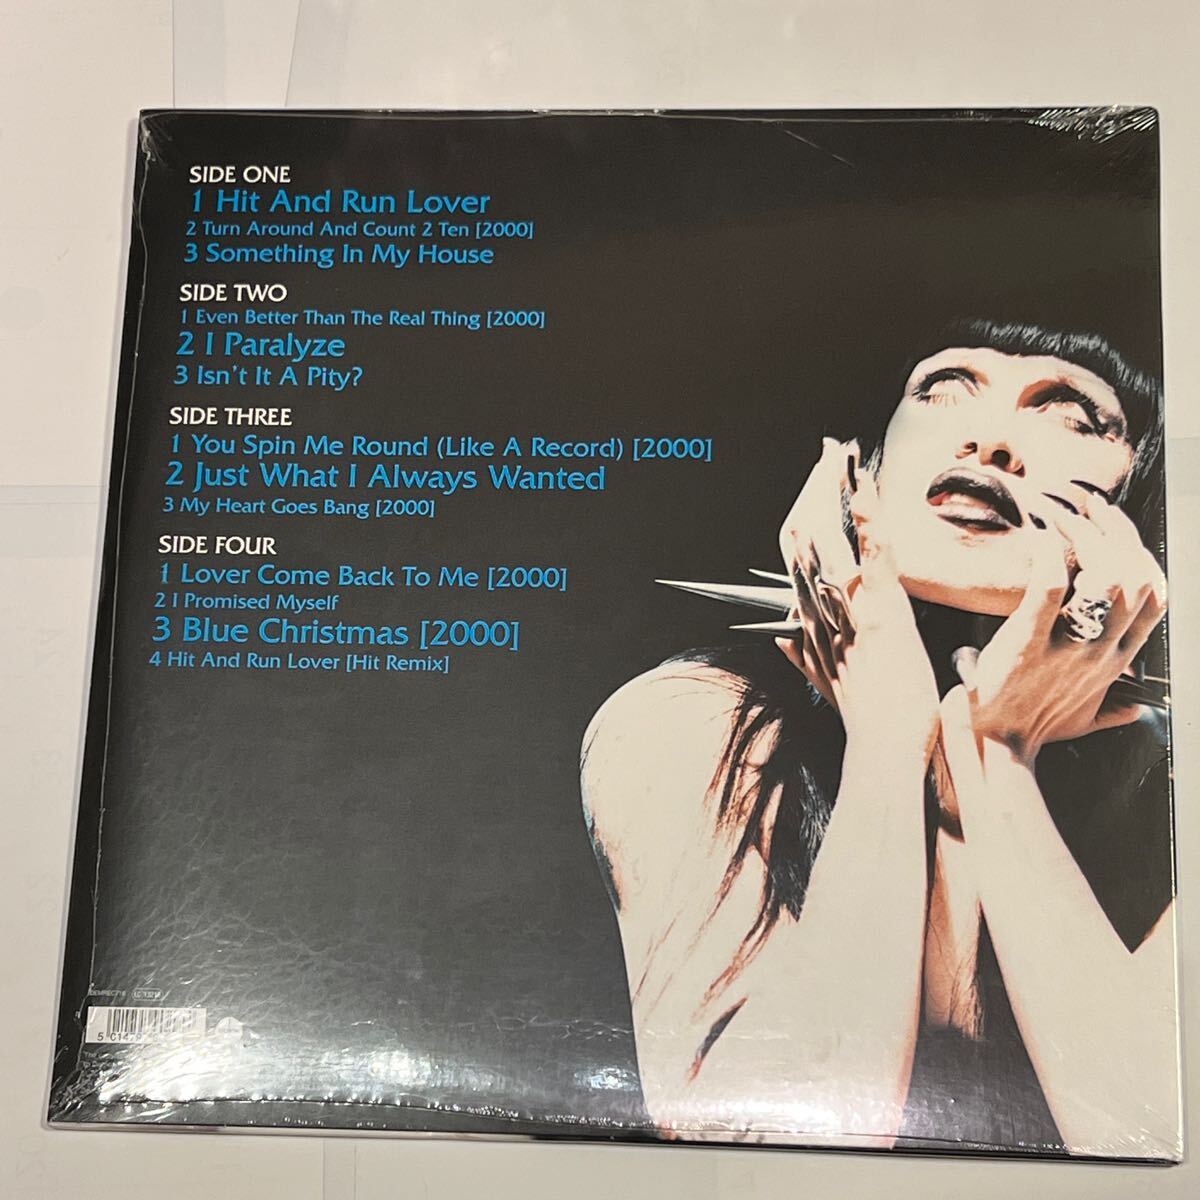 SIDE ONE
1 Hit And Run Lover
2 Turn Around And Count 2 Ten [2000]
3 Something In My House
SIDE TWO
1 Even Better Than The Real Thing [2000]
2 I Paralyze
3 Isn't It A Pity?
SIDE THREE
1 You Spin Me Round (Like A Record) [2000]
2 Just What I Always Wanted
3 My Heart Goes Bang [2000]
SIDE FOUR
1 Lover Come Back To Me [2000]
2 I Promised Myself
3 Blue Christmas [2000]
4 Hit And Run Lover [Hit Remix]